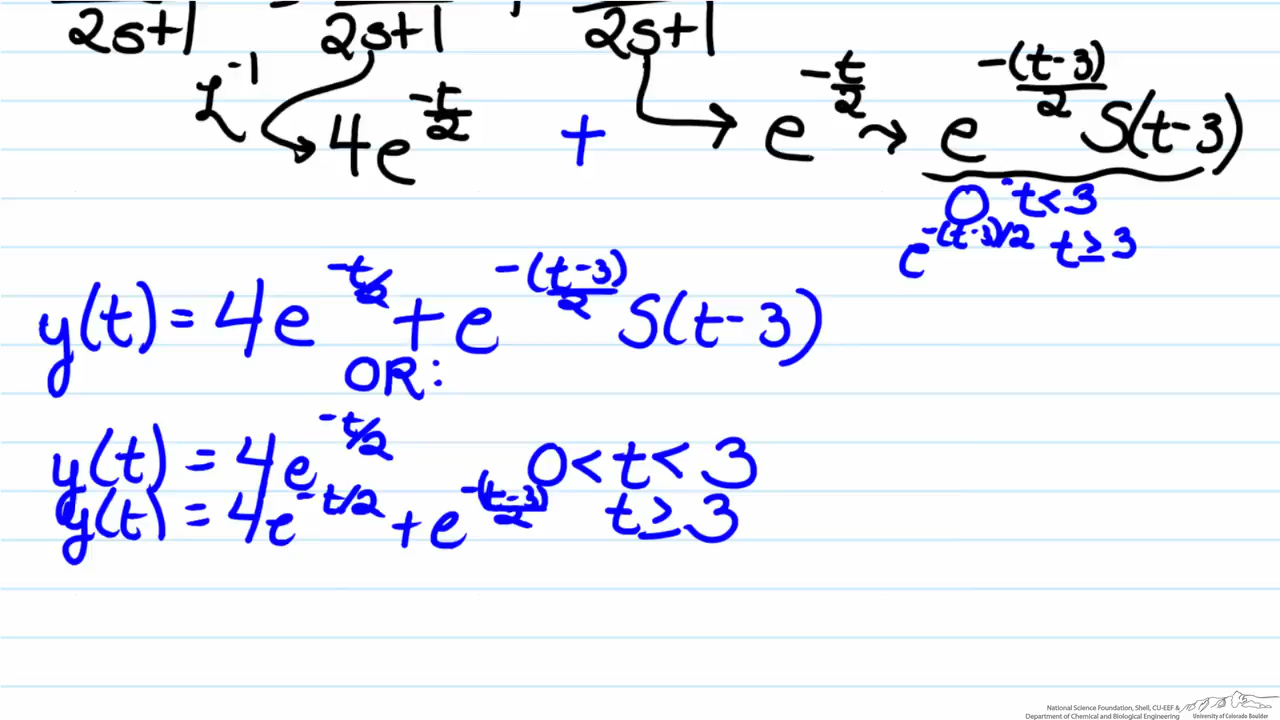 2s+1 2s+1 2s+1
ℒ^-1 4e^(-t/2) + e^(-t/2) → e^(-(t-3)/2) S(t-3)
0 t<3
e^(-(t-3)/2) t≥3
y(t) = 4e^(-t/2) + e^(-(t-3)/2) S(t-3)
OR:
y(t) = 4e^(-t/2) 0<t<3
y(t) = 4e^(-t/2) + e^(-(t-3)/2) t≥3
National Science Foundation, Shell, CU-EEF &
Department of Chemical and Biological Engineering
University of Colorado Boulder